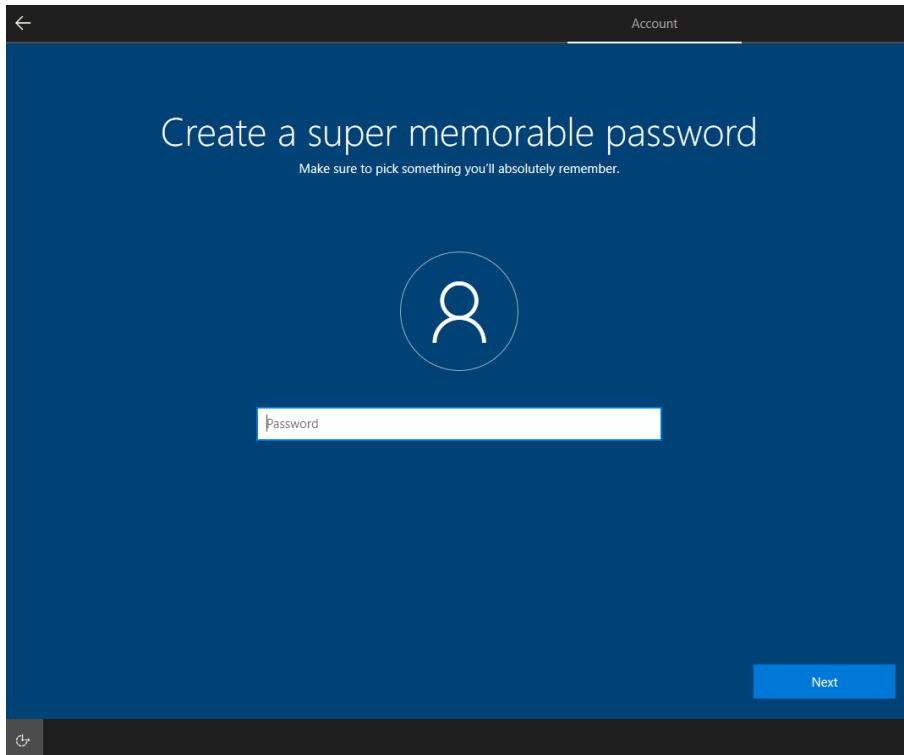 Account
Create a super memorable password
Make sure to pick something you'll absolutely remember.
Password
Next